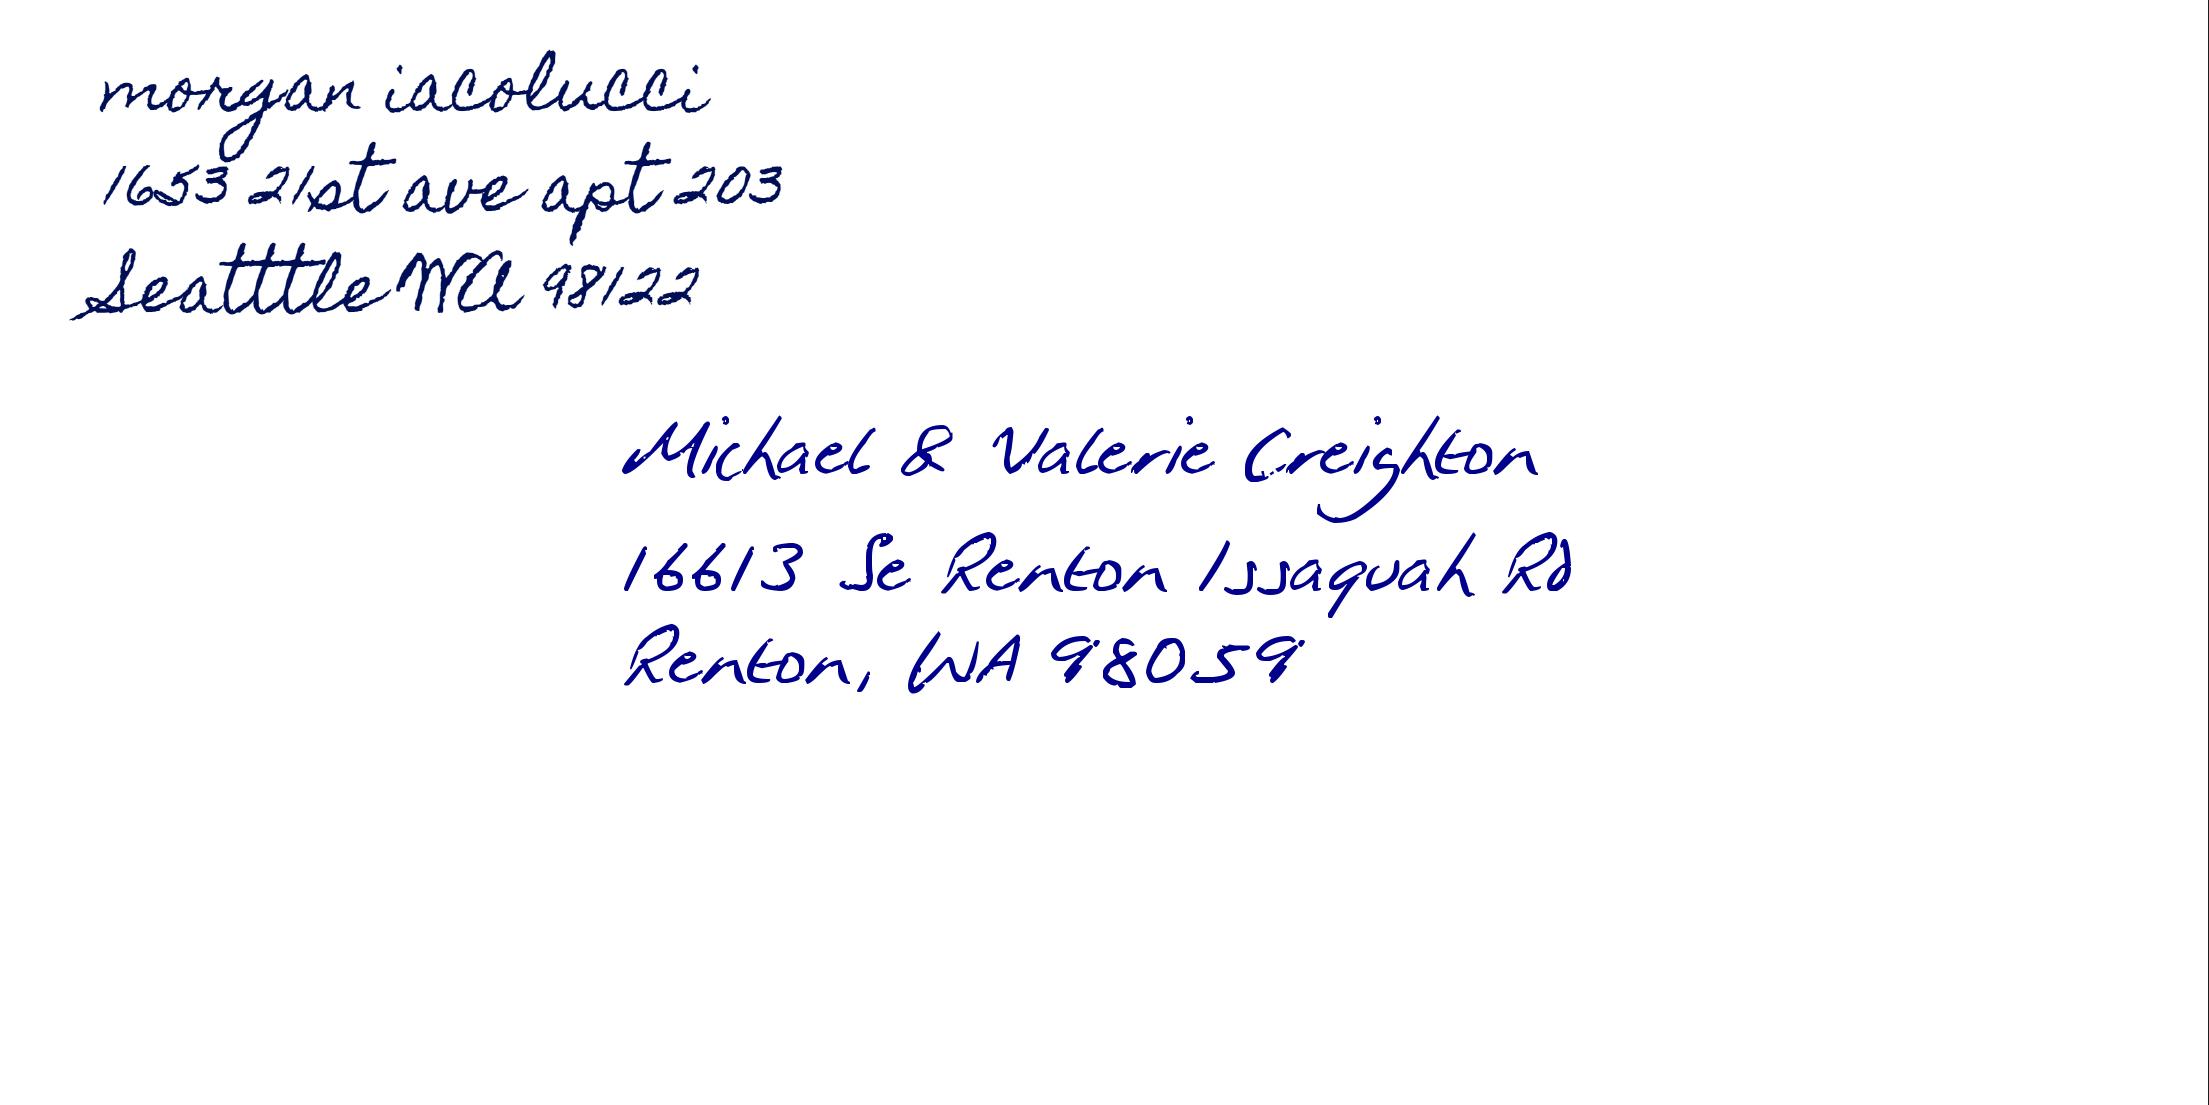 morgan iacolucci
1653 21st ave apt 203
Seatttle WA 98122
Michael & Valerie Creighton
16613 Se Renton Issaquah Rd
Renton, WA 98059